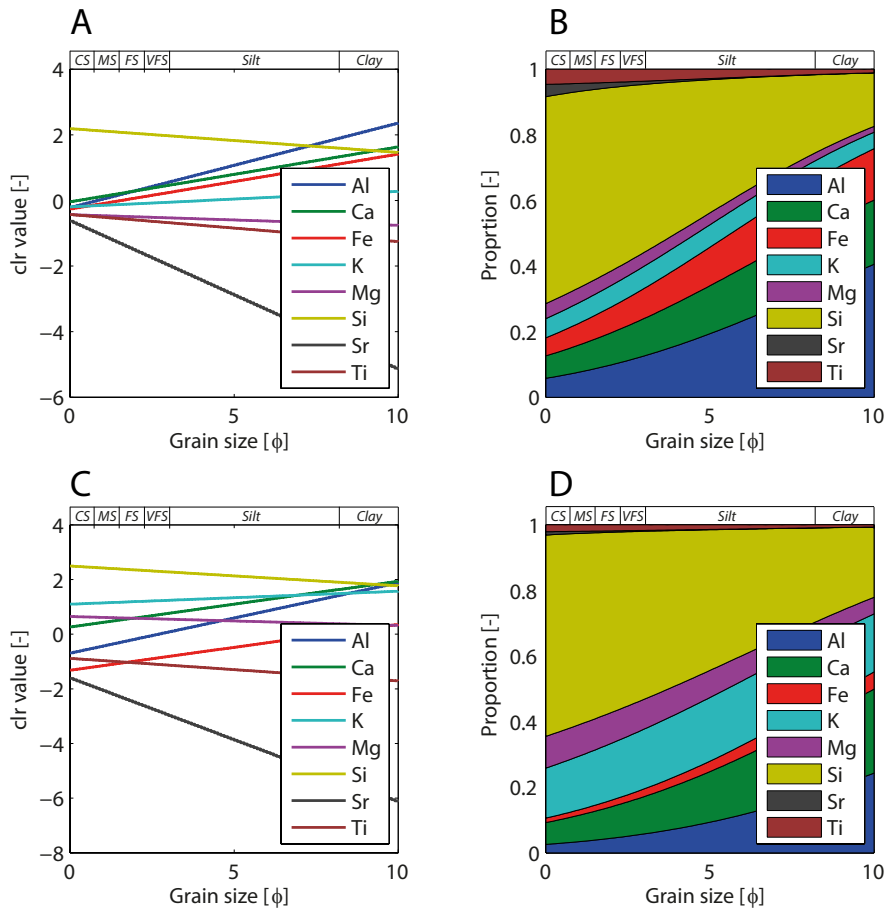 A
CS MS FS VFS Silt Clay
4
2
0
−2
−4
−6
clr value [-]
0 5 10
Grain size [ϕ]
Al
Ca
Fe
K
Mg
Si
Sr
Ti
B
CS MS FS VFS Silt Clay
1
0.8
0.6
0.4
0.2
0
Proprtion [-]
0 5 10
Grain size [ϕ]
Al
Ca
Fe
K
Mg
Si
Sr
Ti
C
CS MS FS VFS Silt Clay
4
2
0
−2
−4
−6
−8
clr value [-]
0 5 10
Grain size [ϕ]
Al
Ca
Fe
K
Mg
Si
Sr
Ti
D
CS MS FS VFS Silt Clay
1
0.8
0.6
0.4
0.2
0
Proportion [-]
0 5 10
Grain size [ϕ]
Al
Ca
Fe
K
Mg
Si
Sr
Ti